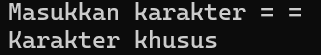 Masukkan karakter = =
Karakter khusus